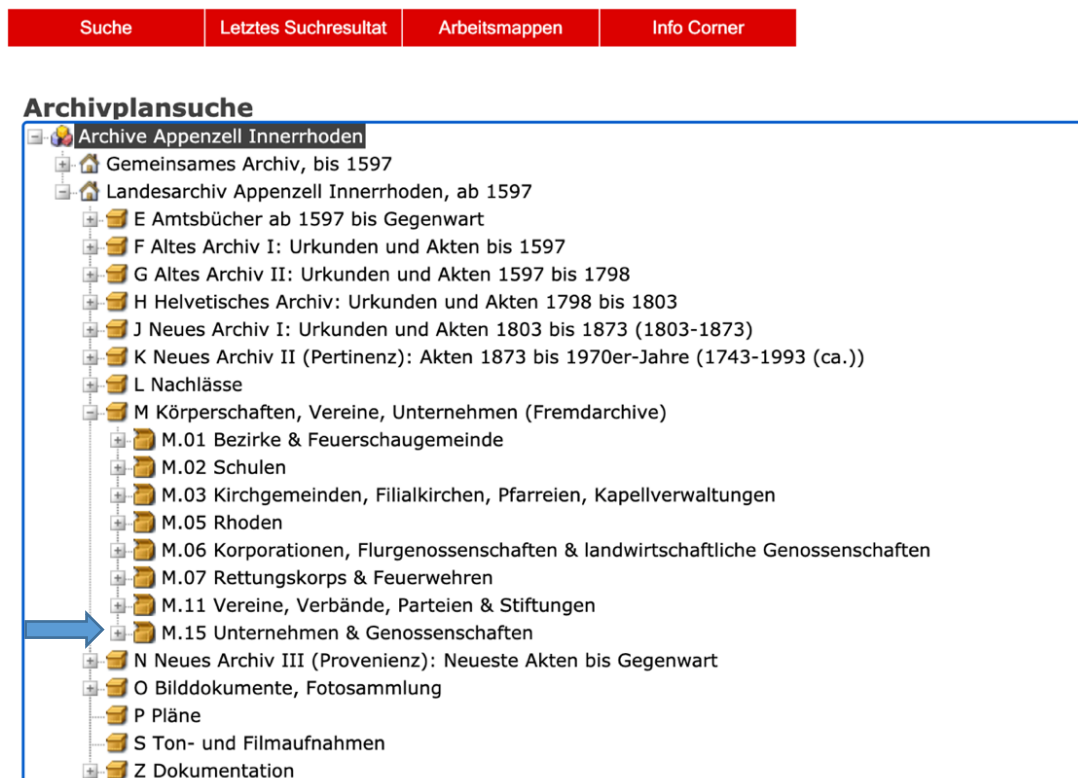 Suche Letztes Suchresultat Arbeitsmappen Info Corner
Archivplansuche
Archive Appenzell Innerrhoden
Gemeinsames Archiv, bis 1597
Landesarchiv Appenzell Innerrhoden, ab 1597
E Amtsbücher ab 1597 bis Gegenwart
F Altes Archiv I: Urkunden und Akten bis 1597
G Altes Archiv II: Urkunden und Akten 1597 bis 1798
H Helvetisches Archiv: Urkunden und Akten 1798 bis 1803
J Neues Archiv I: Urkunden und Akten 1803 bis 1873 (1803-1873)
K Neues Archiv II (Pertinenz): Akten 1873 bis 1970er-Jahre (1743-1993 (ca.))
L Nachlässe
M Körperschaften, Vereine, Unternehmen (Fremdarchive)
M.01 Bezirke & Feuerschaugemeinde
M.02 Schulen
M.03 Kirchgemeinden, Filialkirchen, Pfarreien, Kapellverwaltungen
M.05 Rhoden
M.06 Korporationen, Flurgenossenschaften & landwirtschaftliche Genossenschaften
M.07 Rettungskorps & Feuerwehren
M.11 Vereine, Verbände, Parteien & Stiftungen
M.15 Unternehmen & Genossenschaften
N Neues Archiv III (Provenienz): Neueste Akten bis Gegenwart
O Bilddokumente, Fotosammlung
P Pläne
S Ton- und Filmaufnahmen
Z Dokumentation